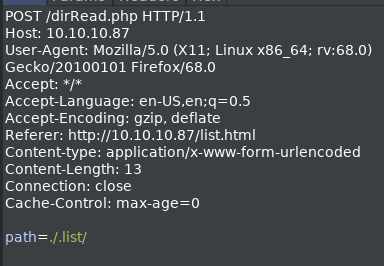 POST /dirRead.php HTTP/1.1
Host: 10.10.10.87
User-Agent: Mozilla/5.0 (X11; Linux x86_64; rv:68.0)
Gecko/20100101 Firefox/68.0
Accept: */*
Accept-Language: en-US,en;q=0.5
Accept-Encoding: gzip, deflate
Referer: http://10.10.10.87/list.html
Content-type: application/x-www-form-urlencoded
Content-Length: 13
Connection: close
Cache-Control: max-age=0
path=./.list/